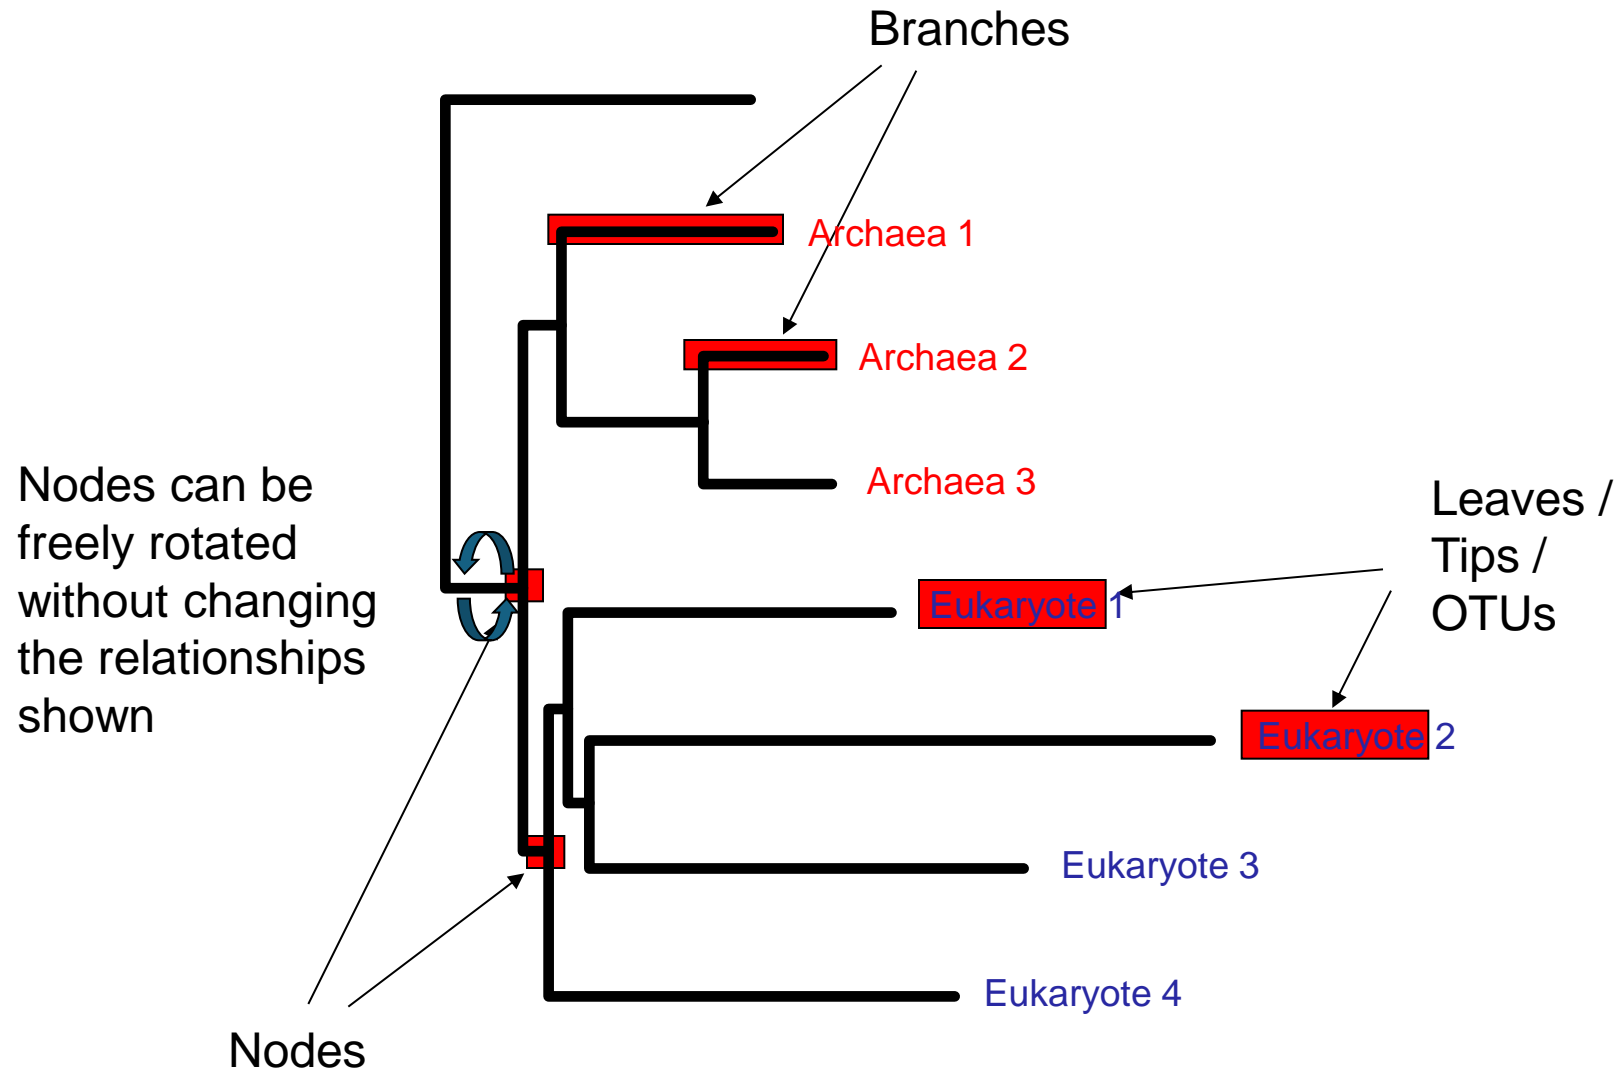 Branches
Archaea 1
Archaea 2
Archaea 3
Nodes can be
freely rotated
without changing
the relationships
shown
Leaves /
Tips /
OTUs
Eukaryote 1
Eukaryote 2
Eukaryote 3
Eukaryote 4
Nodes